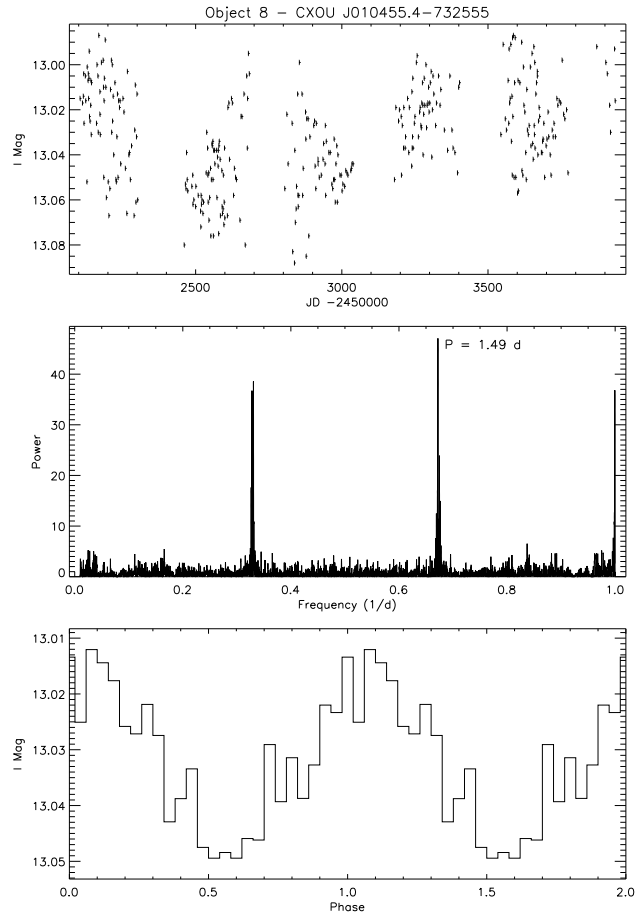 Object 8 - CXOU J010455.4-732555
13.00
13.02
13.04
13.06
13.08
I Mag
2500 3000 3500
JD -2450000
P = 1.49 d
40
30
20
10
0
Power
0.0 0.2 0.4 0.6 0.8 1.0
Frequency (1/d)
13.01
13.02
13.03
13.04
13.05
I Mag
0.0 0.5 1.0 1.5 2.0
Phase